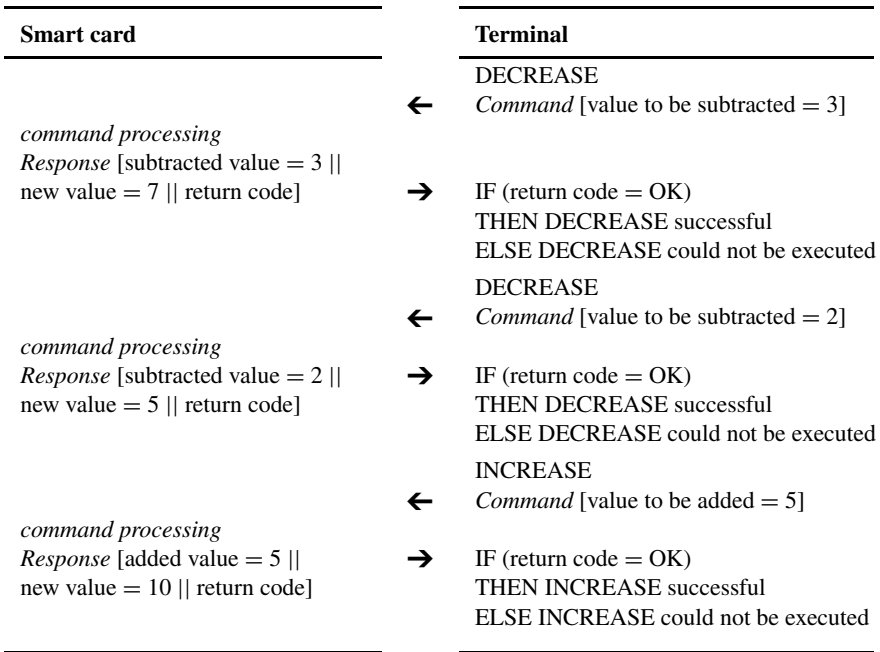 Smart card Terminal
DECREASE
← Command [value to be subtracted = 3]
command processing
Response [subtracted value = 3 ||
new value = 7 || return code] → IF (return code = OK)
THEN DECREASE successful
ELSE DECREASE could not be executed
DECREASE
← Command [value to be subtracted = 2]
command processing
Response [subtracted value = 2 || → IF (return code = OK)
new value = 5 || return code] THEN DECREASE successful
ELSE DECREASE could not be executed
INCREASE
← Command [value to be added = 5]
command processing
Response [added value = 5 || → IF (return code = OK)
new value = 10 || return code] THEN INCREASE successful
ELSE INCREASE could not be executed